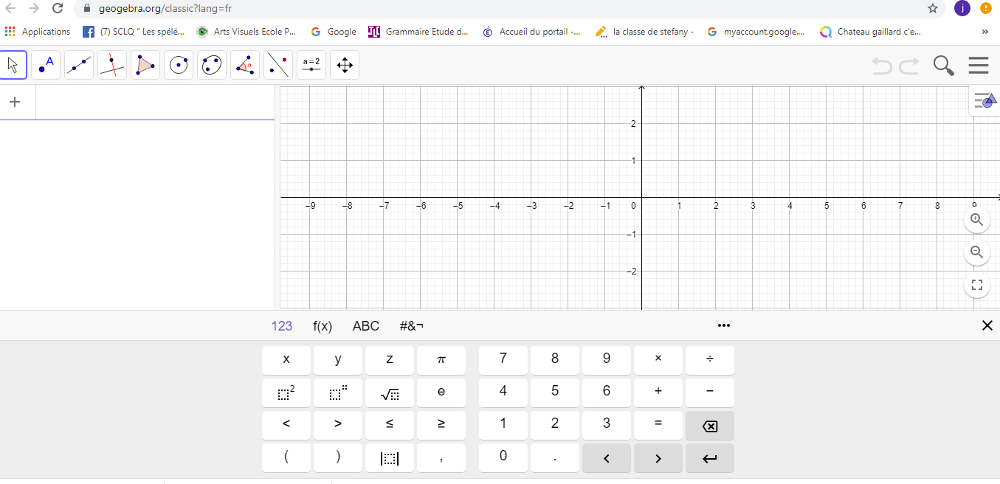 geogebra.org/classic?lang=fr
j
Applications (7) SCLQ " Les spélé... Arts Visuels Ecole P... Google Grammaire Etude d... Accueil du portail -... la classe de stefany - myaccount.google.... Chateau gaillard c'e... »
A α a=2
+
2
1
–9 –8 –7 –6 –5 –4 –3 –2 –1 0 1 2 3 4 5 6 7 8 9
–1
–2
123 f(x) ABC #&¬ •••
x y z π 7 8 9 × ÷
2 √ e 4 5 6 + −
< > ≤ ≥ 1 2 3 =
( ) | | , 0 . < >